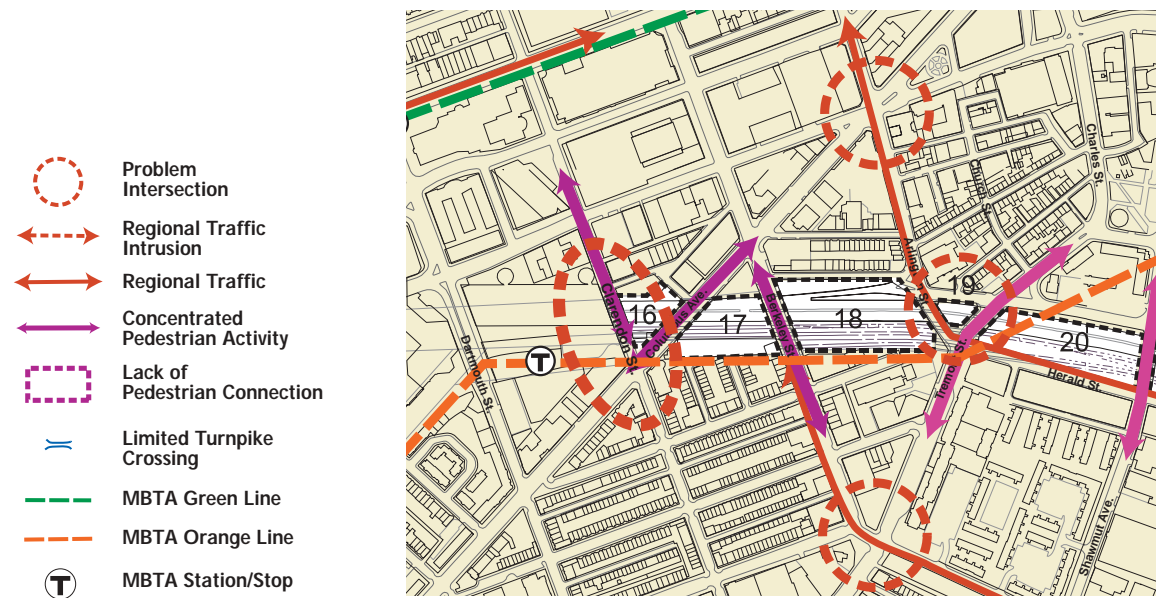 Problem
Intersection
Regional Traffic
Intrusion
Regional Traffic
Concentrated
Pedestrian Activity
Lack of
Pedestrian Connection
Limited Turnpike
Crossing
MBTA Green Line
MBTA Orange Line
T
MBTA Station/Stop
Charles St.
Church St.
Arlington St.
19
16
Clarendon St.
Columbus Ave.
17
Berkeley St.
18
20
Dartmouth St.
T
Tremont St.
Herald St.
Shawmut Ave.